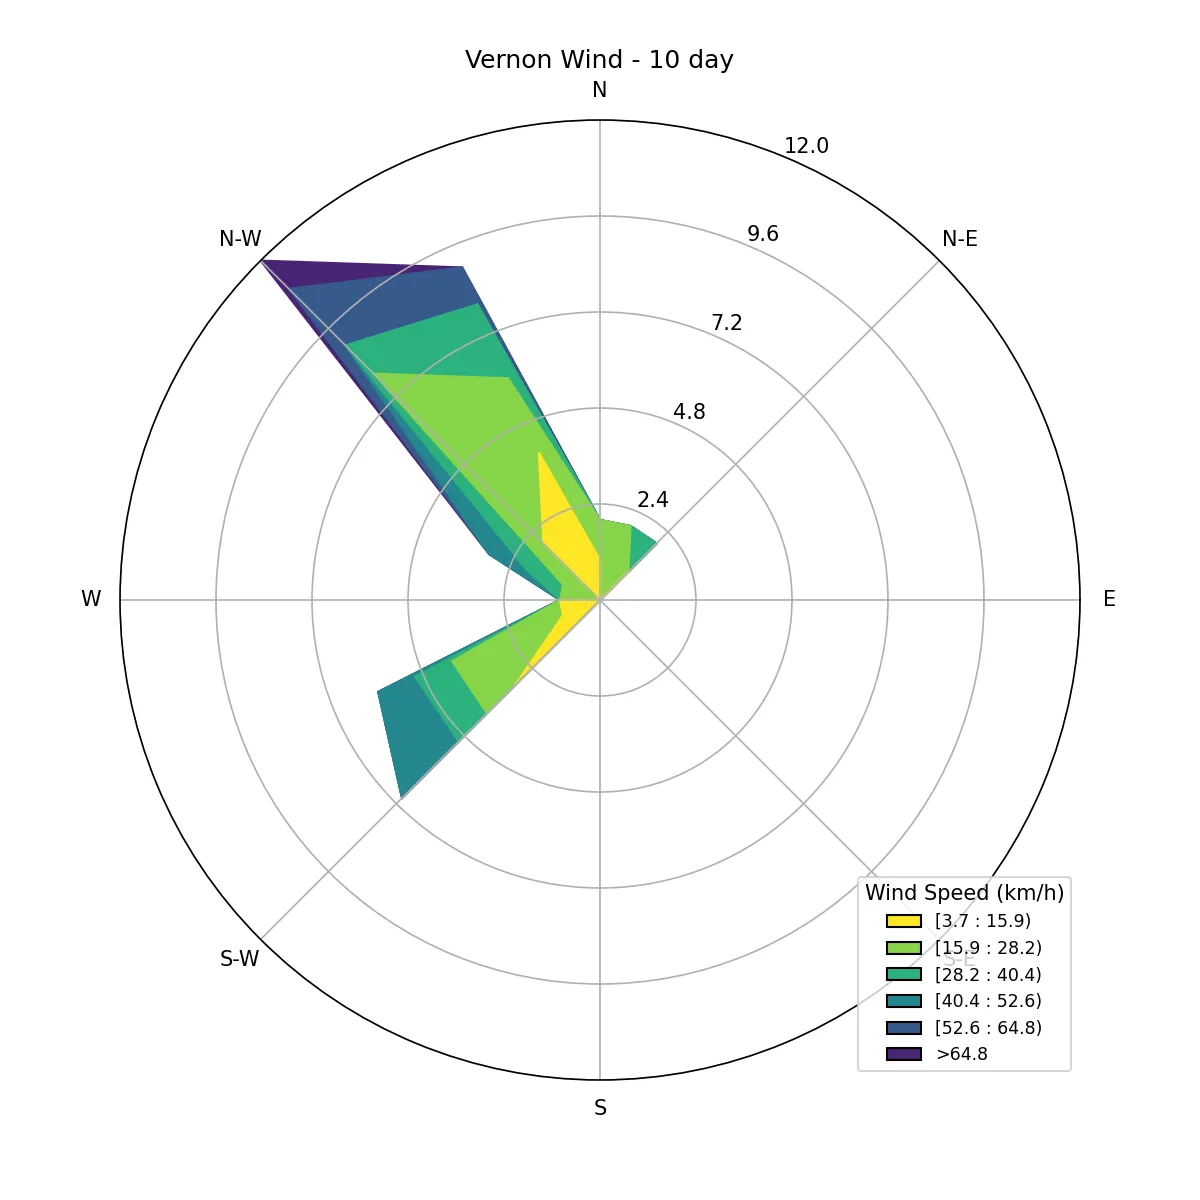 Vernon Wind - 10 day
N
12.0
9.6
N-W
N-E
7.2
4.8
2.4
W
E
S-W
S-E
S
Wind Speed (km/h)
[3.7 : 15.9)
[15.9 : 28.2)
[28.2 : 40.4)
[40.4 : 52.6)
[52.6 : 64.8)
>64.8